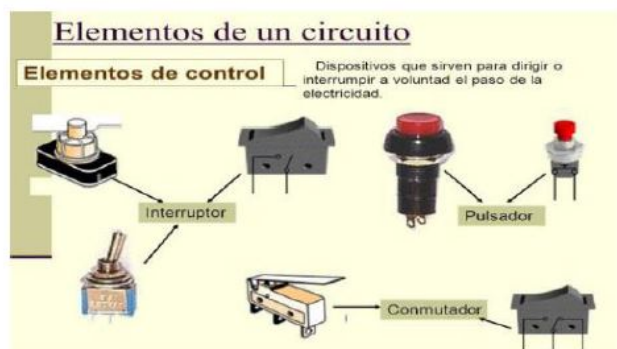 Elementos de un circuito
Elementos de control
Dispositivos que sirven para dirigir o
interrumpir a voluntad el paso de la
electricidad.
Interruptor
Pulsador
Conmutador